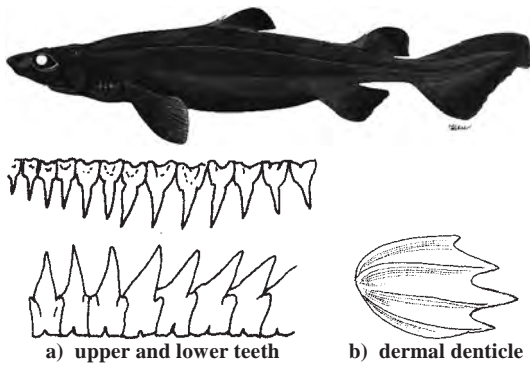 a) upper and lower teeth
b) dermal denticle